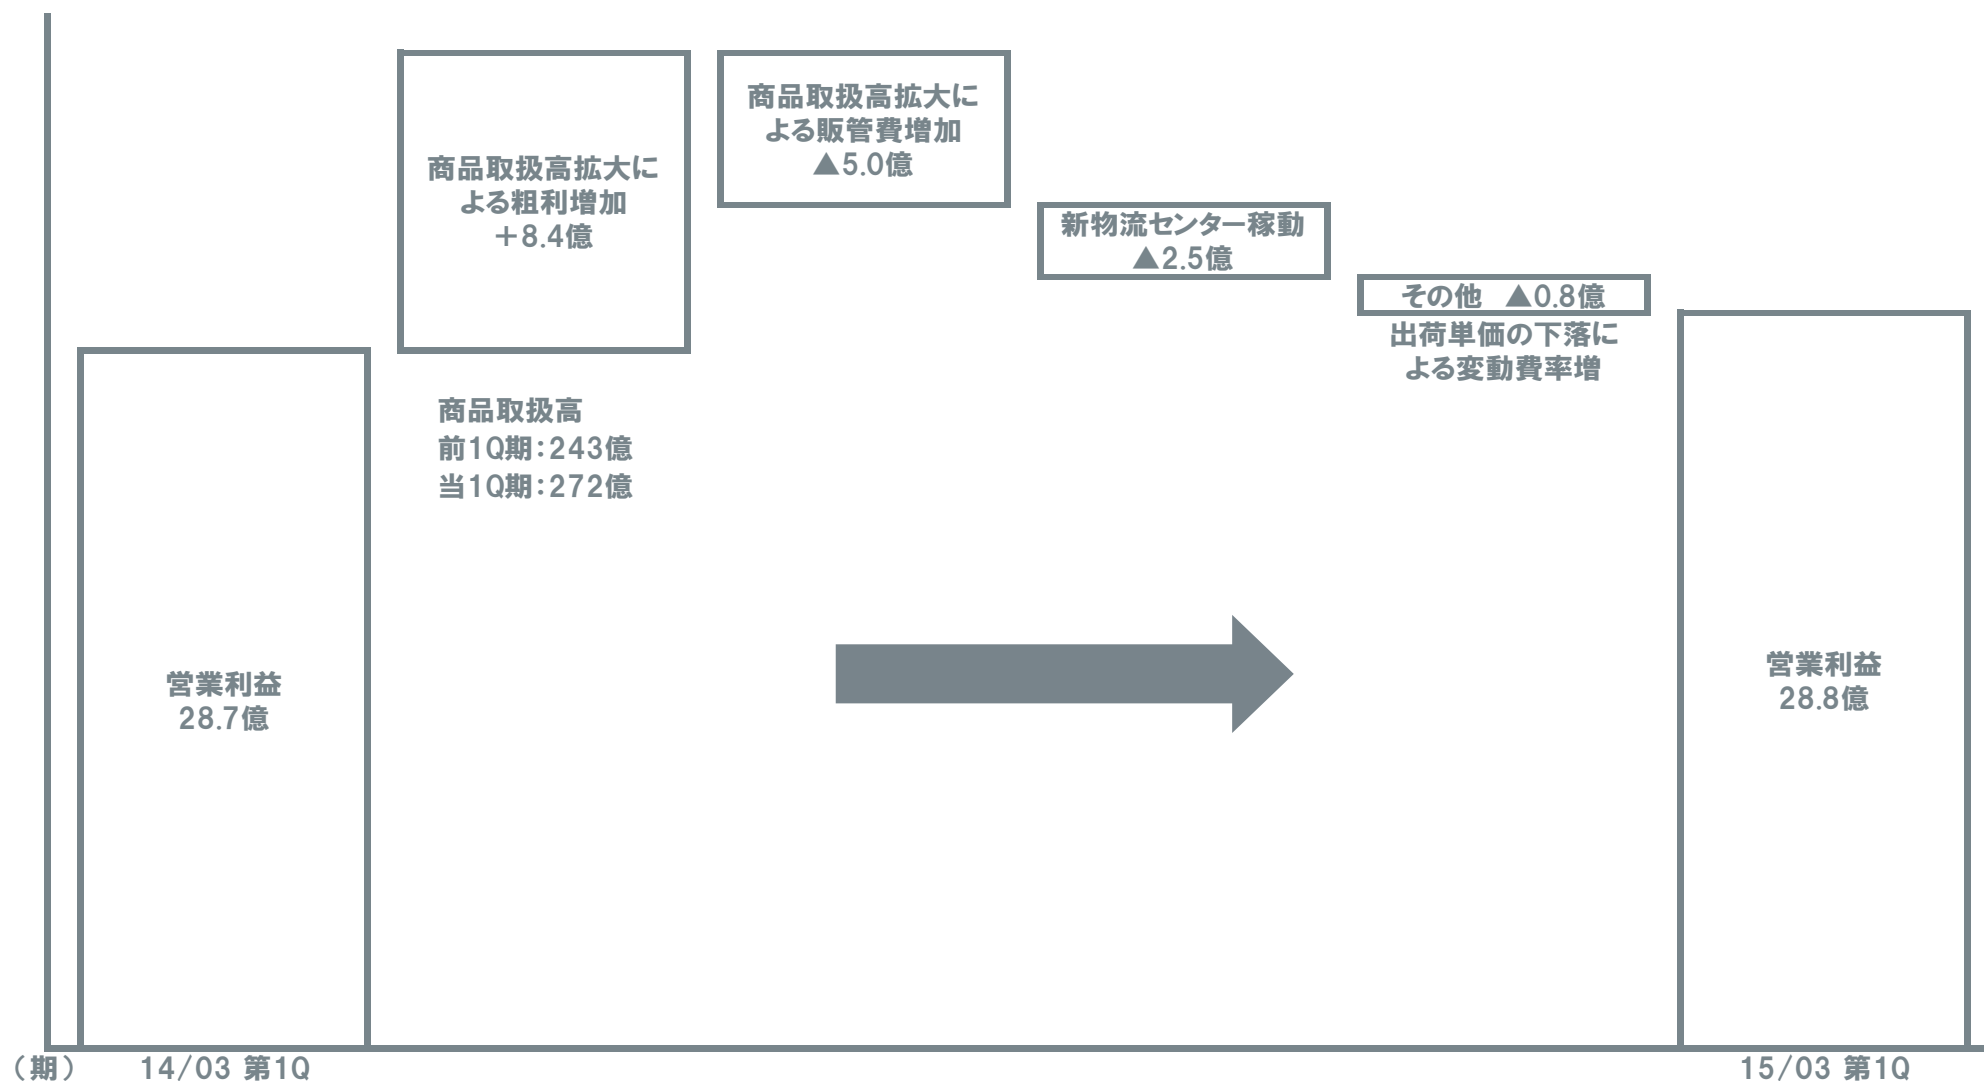 商品取扱高拡大に
よる粗利増加
＋8.4億
商品取扱高拡大に
よる販管費増加
▲5.0億
新物流センター稼動
▲2.5億
その他　▲0.8億
出荷単価の下落に
よる変動費率増
商品取扱高
前1Q期：243億
当1Q期：272億
営業利益
28.7億
営業利益
28.8億
（期）
14/03 第1Q
15/03 第1Q